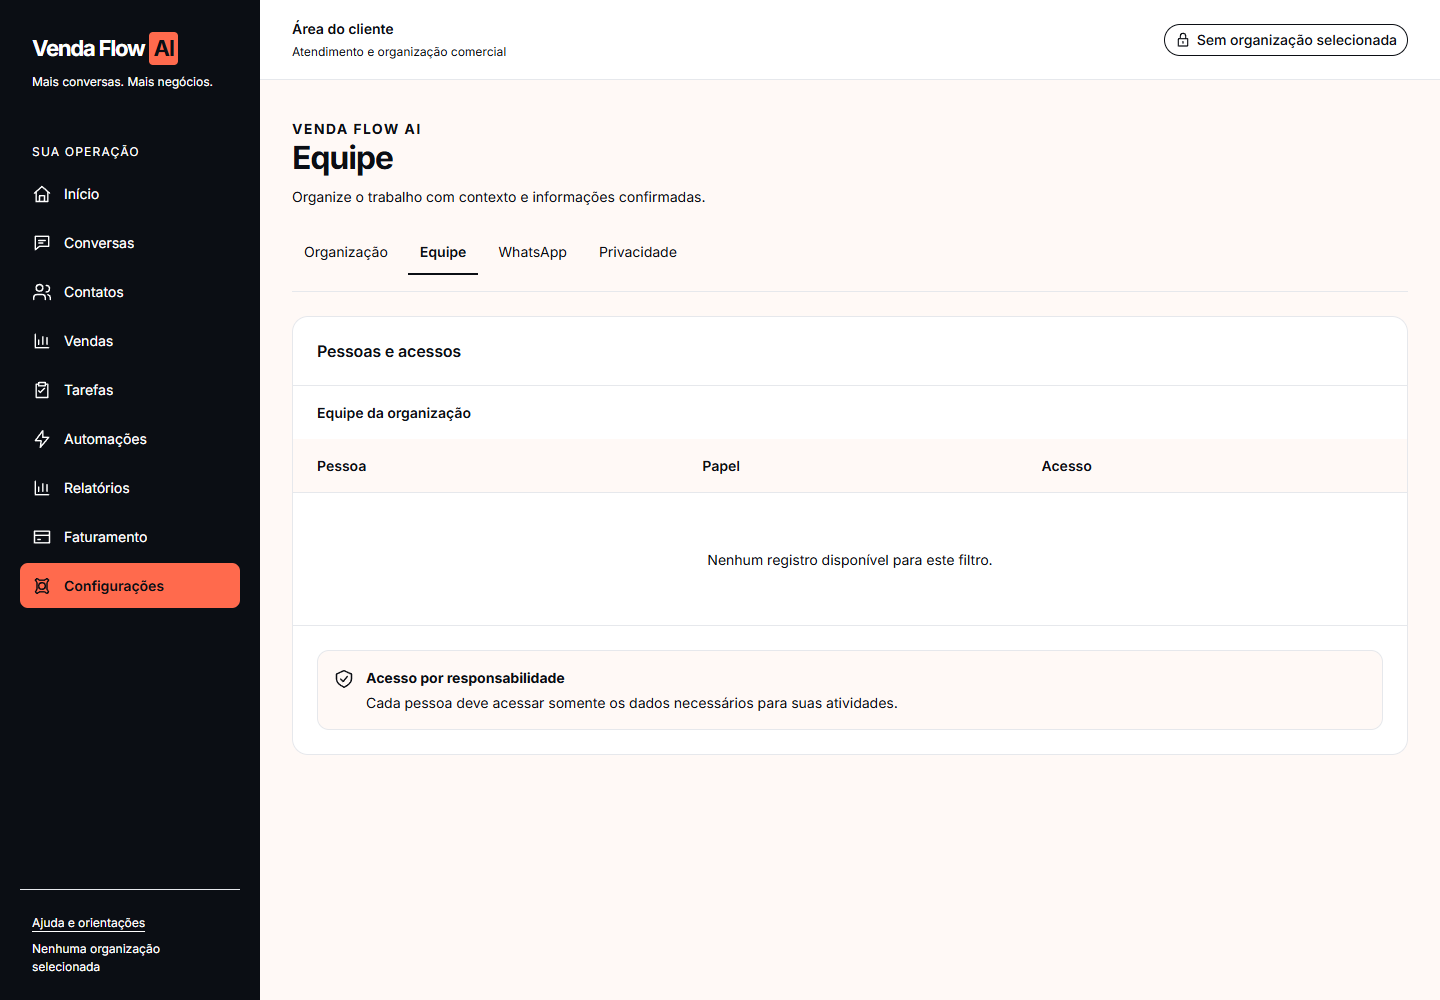 Venda Flow AI
Mais conversas. Mais negócios.
SUA OPERAÇÃO
Início
Conversas
Contatos
Vendas
Tarefas
Automações
Relatórios
Faturamento
Configurações
Ajuda e orientações
Nenhuma organização
selecionada
Área do cliente
Atendimento e organização comercial
Sem organização selecionada
VENDA FLOW AI
Equipe
Organize o trabalho com contexto e informações confirmadas.
Organização Equipe WhatsApp Privacidade
Pessoas e acessos
Equipe da organização
Pessoa Papel Acesso
Nenhum registro disponível para este filtro.
Acesso por responsabilidade
Cada pessoa deve acessar somente os dados necessários para suas atividades.